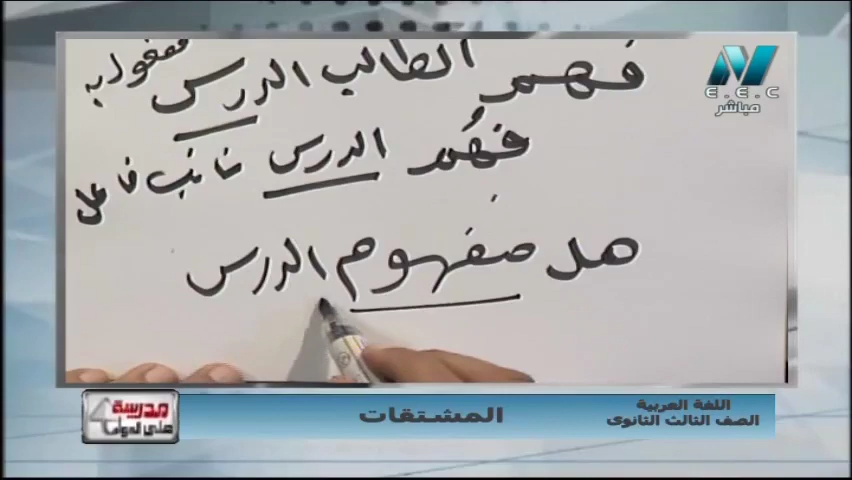 فهم الطالب الدرس مفعول به
فُهم الدرس نائب فاعل
هل مفهوم الدرس
E.E.C
مباشر
اللغة العربية
الصف الثالث الثانوى
المشتقات
مدرسة
على الهواء